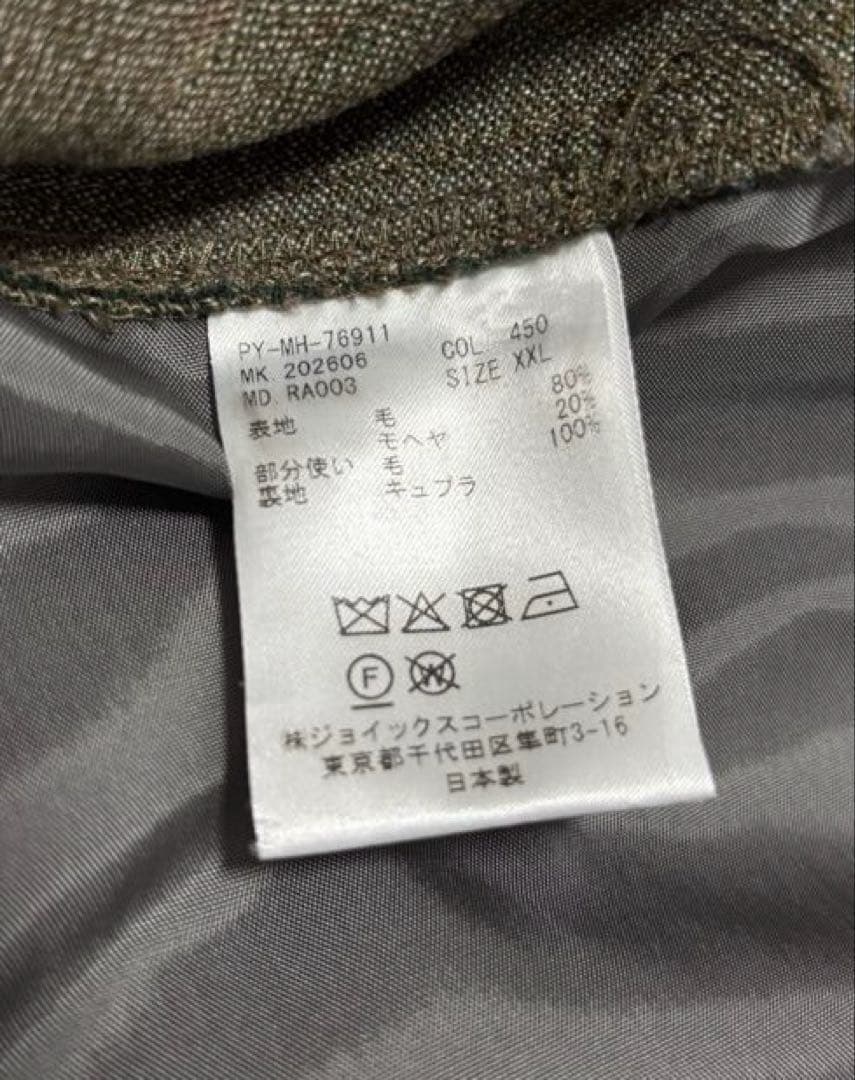 PY-MH-76911
COL 450
MK. 202606
SIZE XXL
MD. RA003
表地 毛 80%
モヘヤ 20%
部分使い 毛 100%
裏地 キュプラ
F
W
㈱ジョイックスコーポレーション
東京都千代田区隼町3-16
日本製